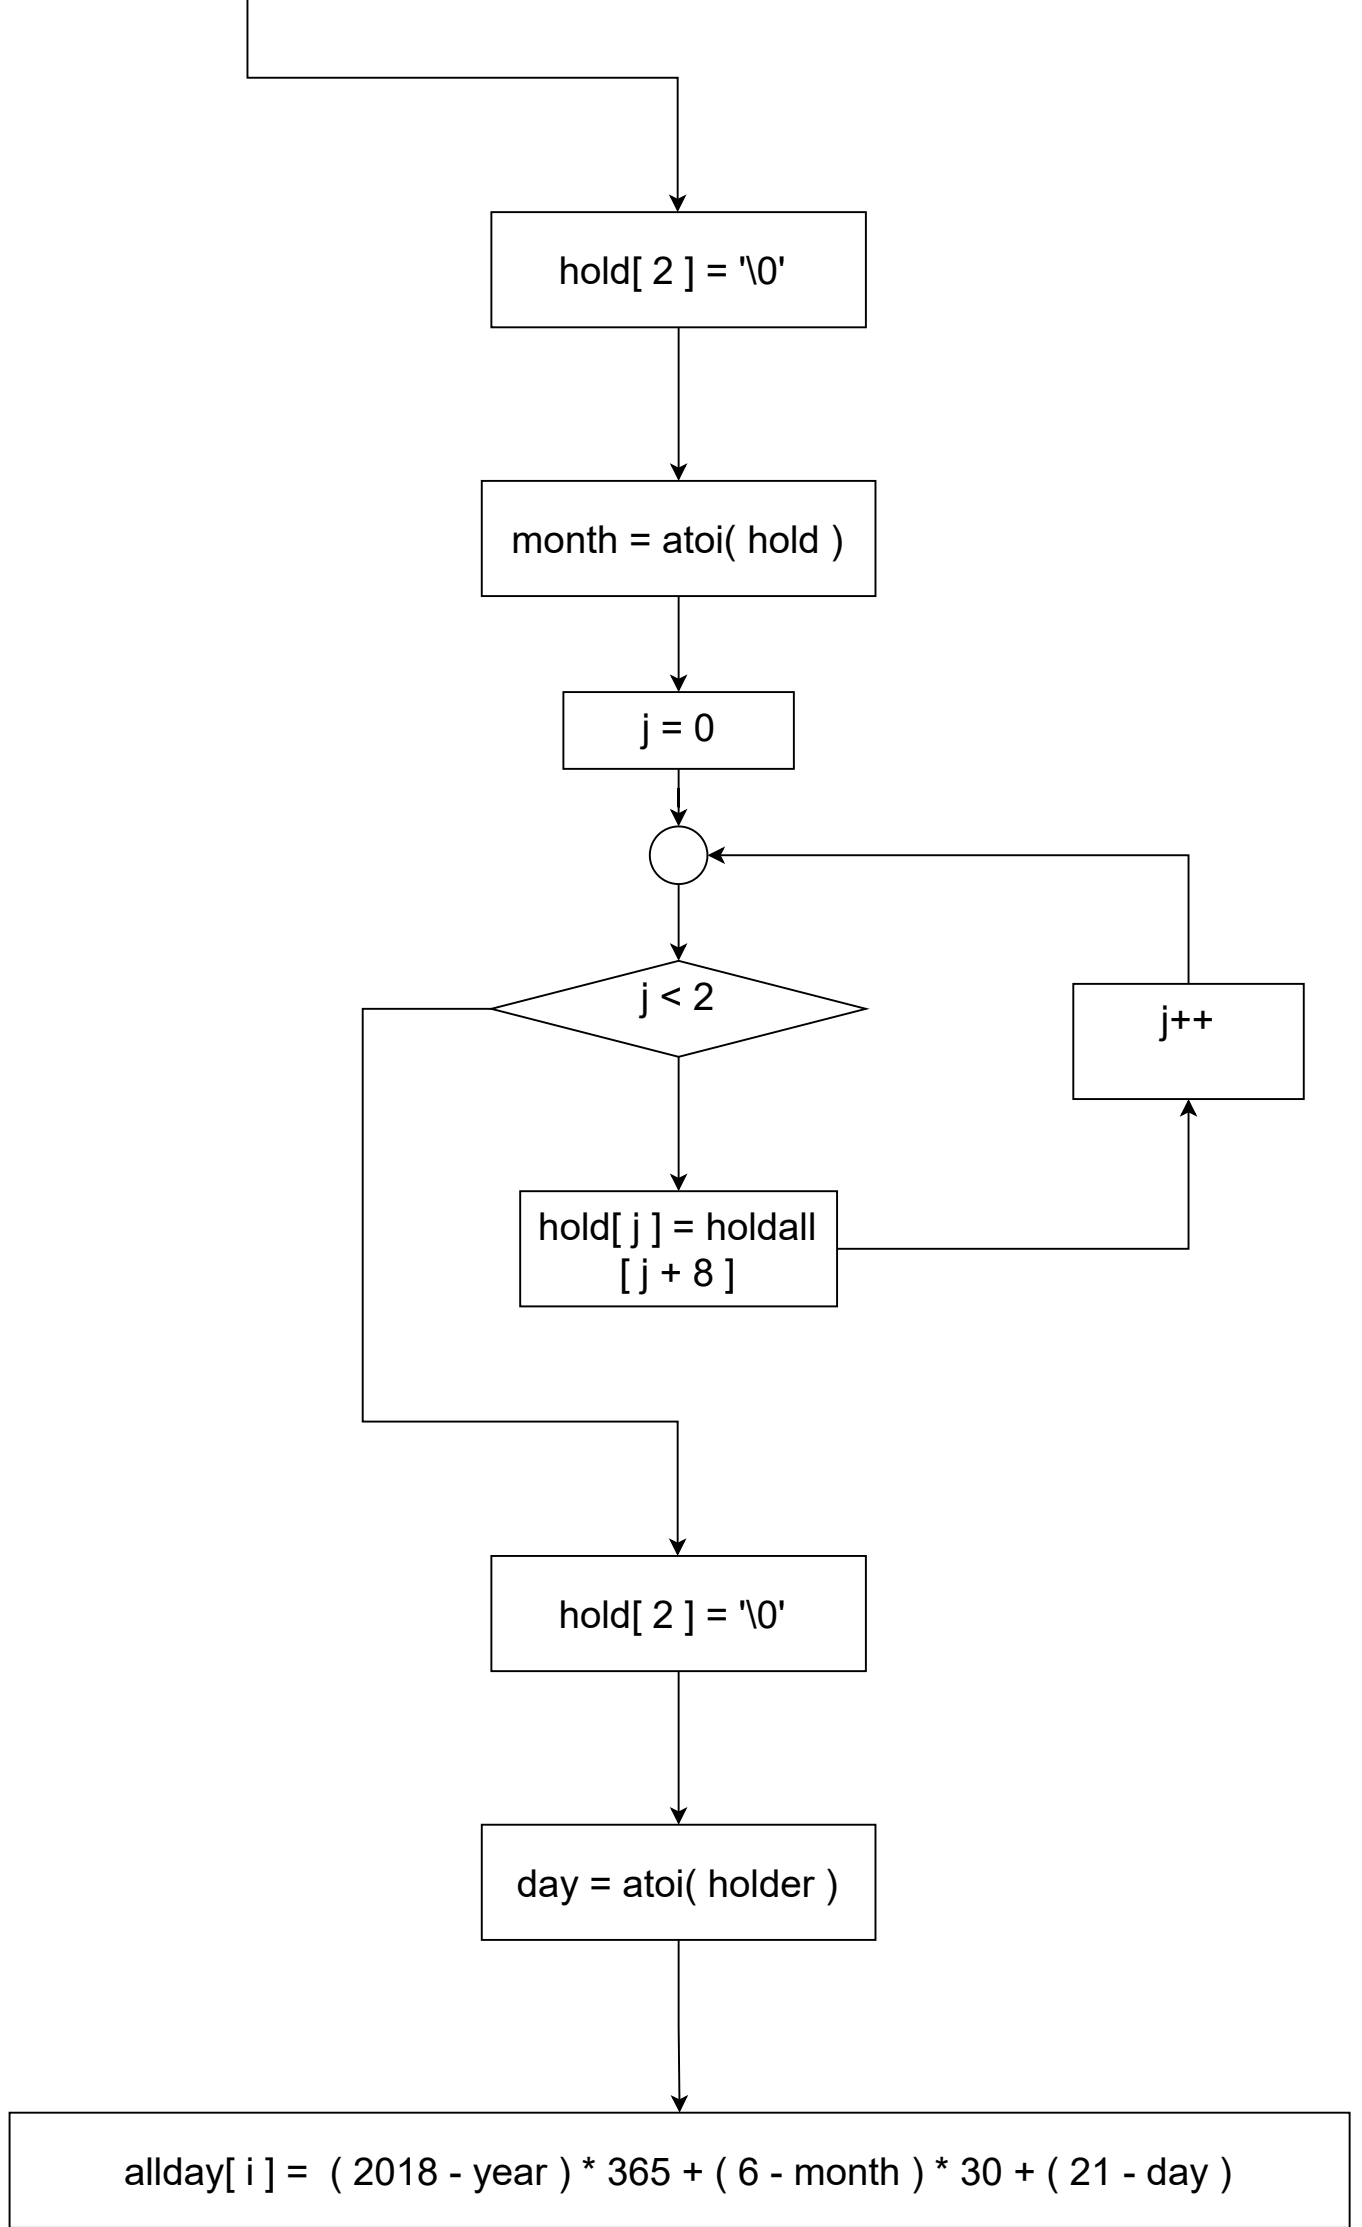 hold[ 2 ] = '\0'
month = atoi( hold )
j = 0
j < 2
j++
hold[ j ] = holdall
[ j + 8 ]
hold[ 2 ] = '\0'
day = atoi( holder )
allday[ i ] =  ( 2018 - year ) * 365 + ( 6 - month ) * 30 + ( 21 - day )